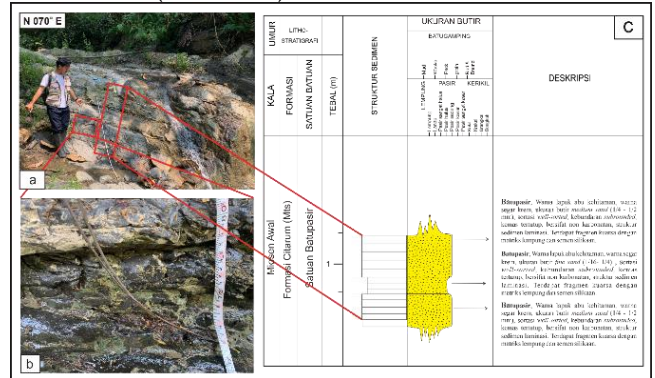 N 070° E
a
b
C
UMUR
LITHO-
STRATIGRAFI
KALA
FORMASI
SATUAN BATUAN
TEBAL (m)
STRUKTUR SEDIMEN
UKURAN BUTIR
BATUGAMPING
LEMPUNG
PASIR
KERIKIL
DESKRIPSI
Miosen Awal
Formasi Citarum (Mts)
Satuan Batupasir
1
Batupasir, Warna lapuk abu kehitaman, warna
segar krem, ukuran butir medium sand (1/4 - 1/2
mm), sortasi well-sorted, kebundaran subrounded,
kemas tertutup, bersifat non karbonatan, struktur
sedimen laminasi. Terdapat fragmen kuarsa dengan
matriks lempung dan semen silikaan.
Batupasir, Warna lapuk abu kehitaman, warna
segar krem, ukuran butir fine sand sortasi
well-sorted, kebundaran subrounded, kemas
tertutup, bersifat non karbonatan, struktur sedimen
laminasi. Terdapat fragmen kuarsa dengan
matriks lempung dan semen silikaan
Batupasir, Warna lapuk abu kehitaman, warna
segar krem, ukuran butir medium sand (1/4 - 1/2
mm), sortasi well-sorted, kebundaran subrounded,
kemas tertutup, bersifat non karbonatan, struktur
sedimen laminasi. Terdapat fragmen kuarsa dengan
matriks lempung dan semen silikaan.